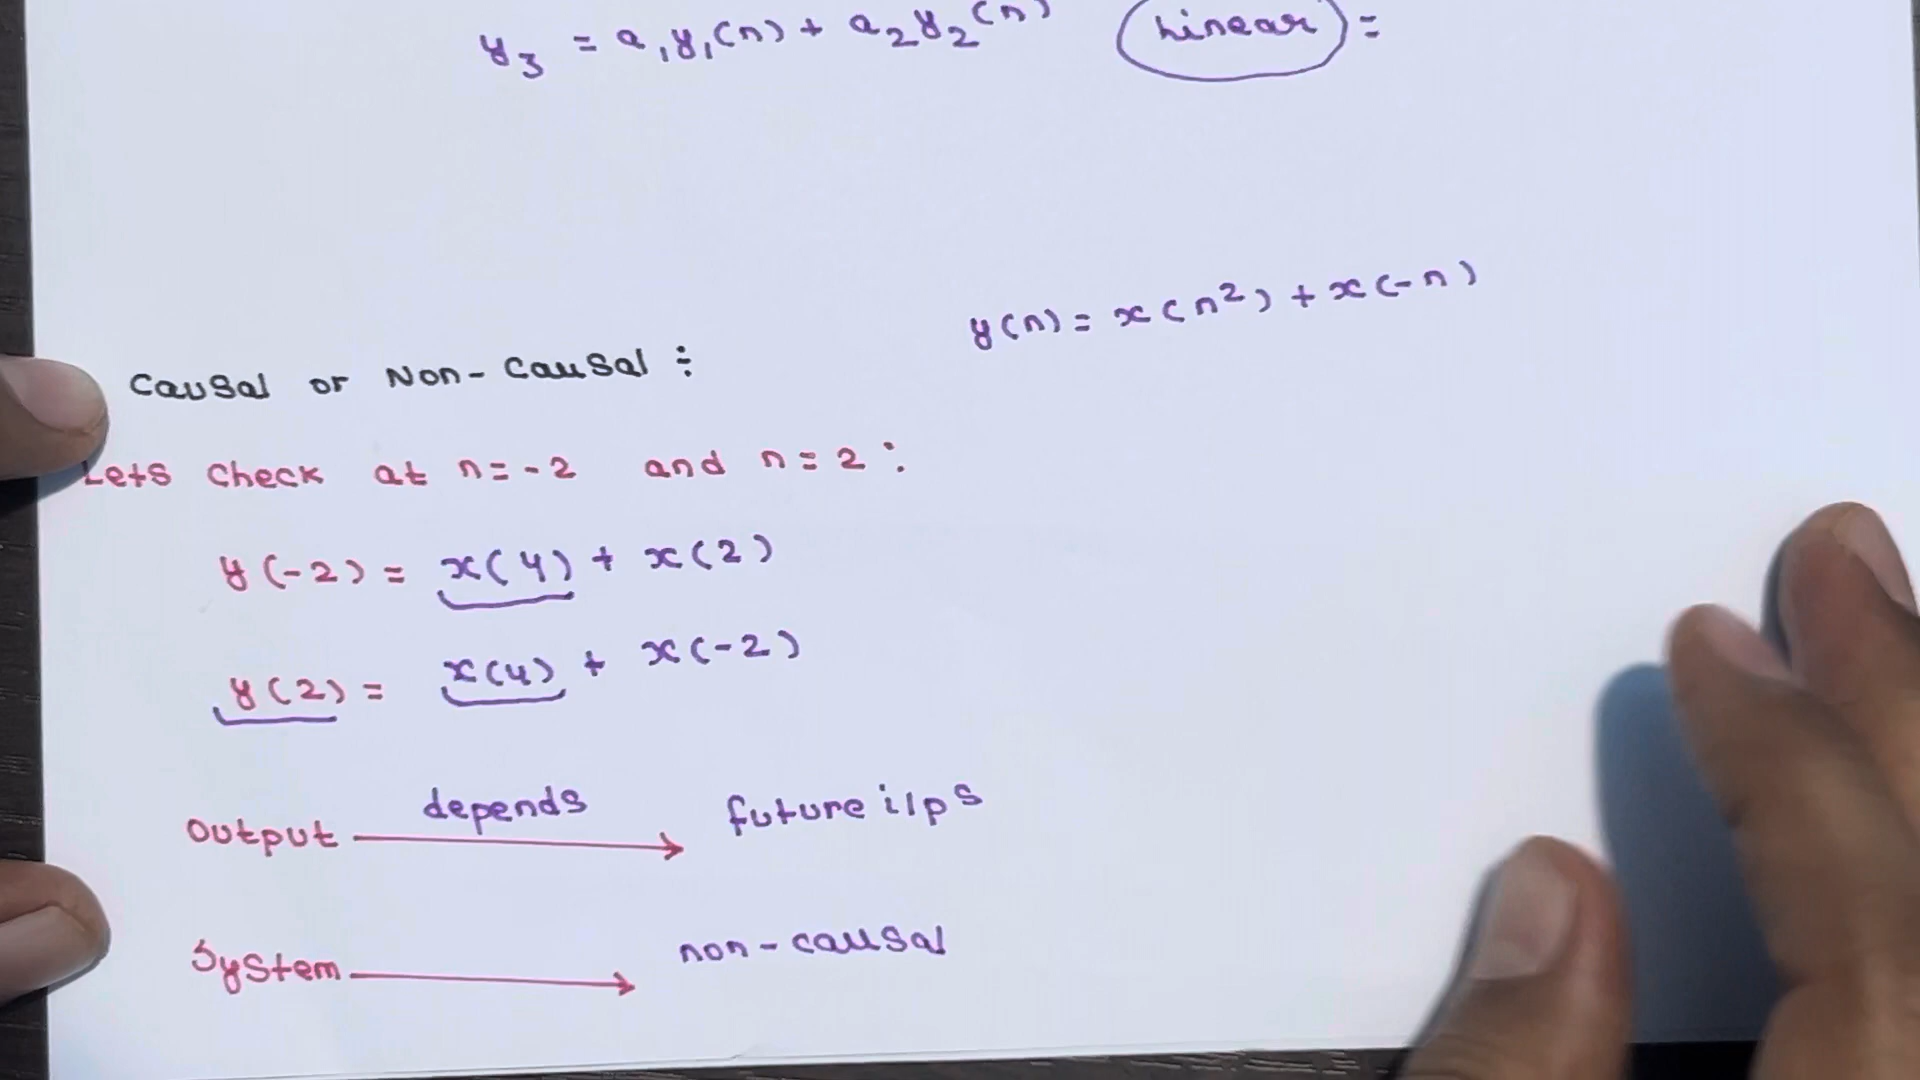 y₃ = a₁y₁(n) + a₂y₂(n) Linear =
y(n) = x(n²) + x(-n)
Causal or Non-Causal :
Lets Check at n=-2 and n=2 :
y(-2) = x(4) + x(2)
y(2) = x(4) + x(-2)
Output depends → future i/ps
System → non-causal